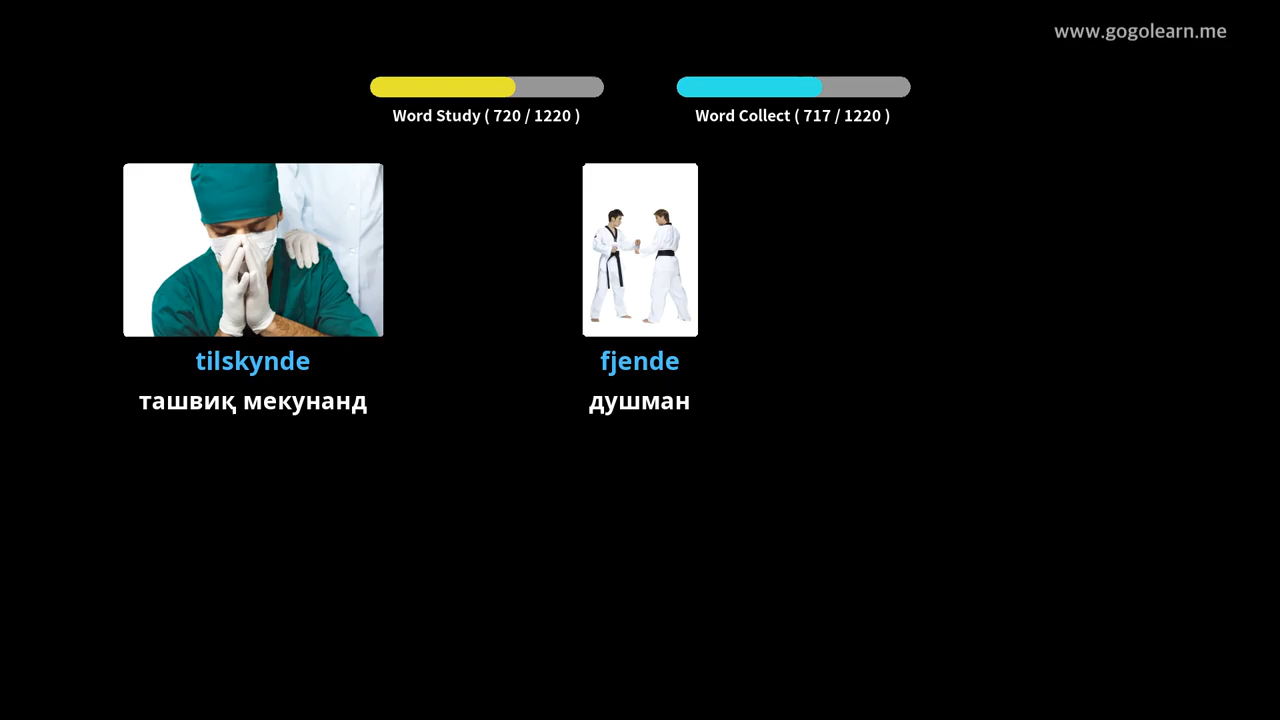 www.gogolearn.me
Word Study ( 720 / 1220 )
Word Collect ( 717 / 1220 )
tilskynde
ташвиқ мекунанд
fjende
душман